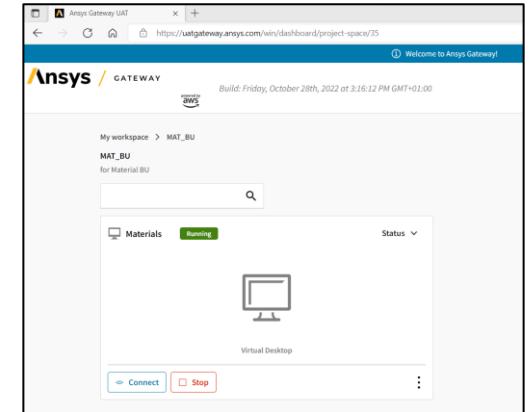 Ansys Gateway UAT
https://uatgateway.ansys.com/win/dashboard/project-space/35
Welcome to Ansys Gateway!
Ansys / GATEWAY
powered by
aws
Build: Friday, October 28th, 2022 at 3:16:12 PM GMT+01:00
My workspace > MAT_BU
MAT_BU
for Material BU
Materials Running Status
Virtual Desktop
Connect Stop